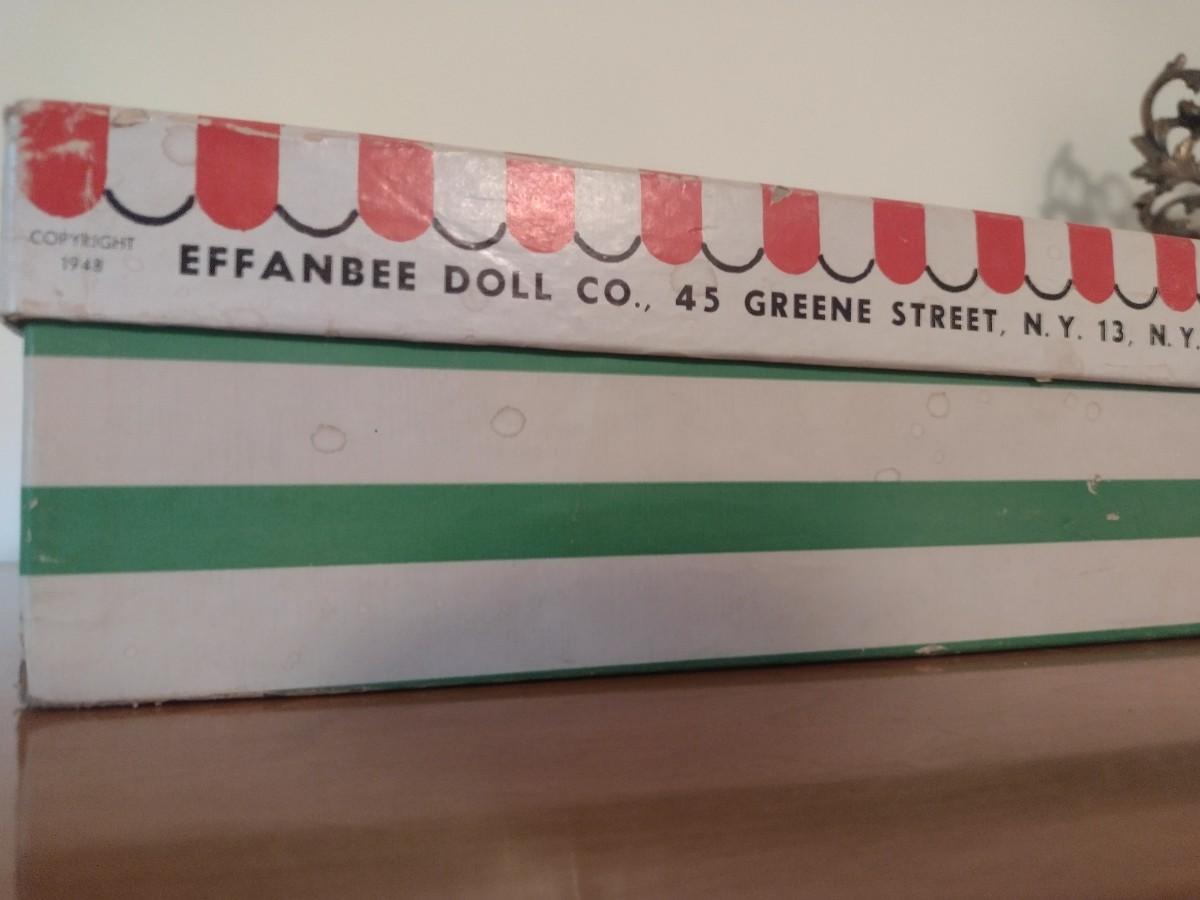 COPYRIGHT
1948
EFFANBEE DOLL CO., 45 GREENE STREET, N. Y. 13, N. Y.